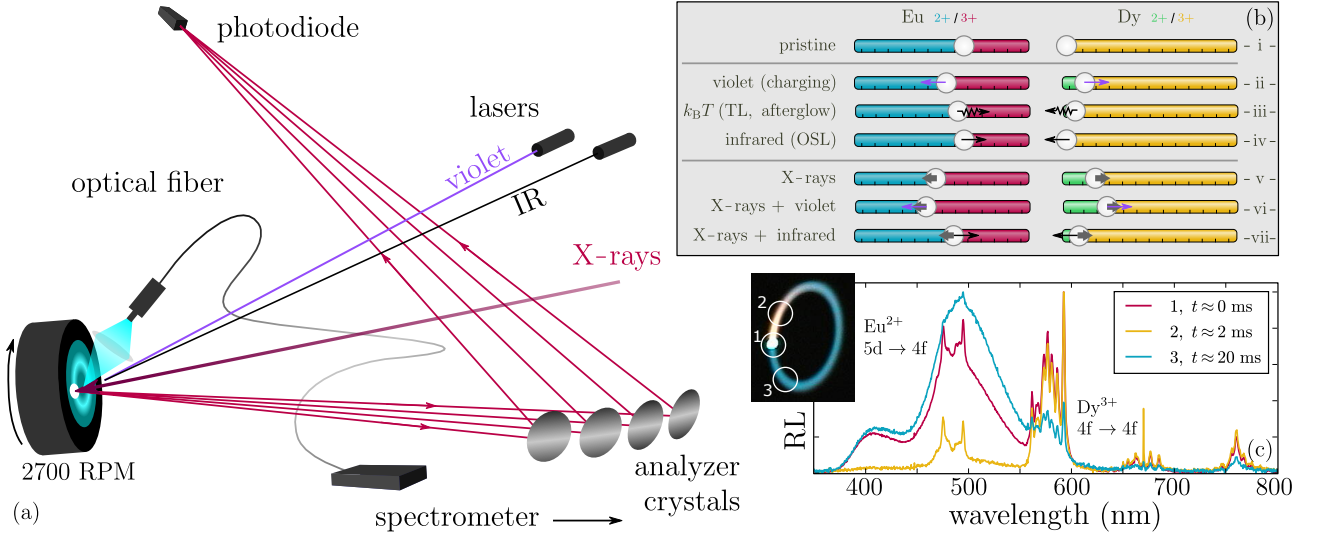 photodiode
lasers
violet
IR
optical fiber
X-rays
2700 RPM
analyzer
crystals
spectrometer
(a)
Eu 2+/3+ Dy 2+/3+ (b)
pristine - i -
violet (charging) - ii -
k_BT (TL, afterglow) - iii -
infrared (OSL) - iv -
X-rays - v -
X-rays + violet - vi -
X-rays + infrared -vii-
2
1
3
Eu²⁺
5d → 4f
1, t ≈ 0 ms
2, t ≈ 2 ms
3, t ≈ 20 ms
Dy³⁺
4f → 4f
RL
(c)
400 500 600 700 800
wavelength (nm)